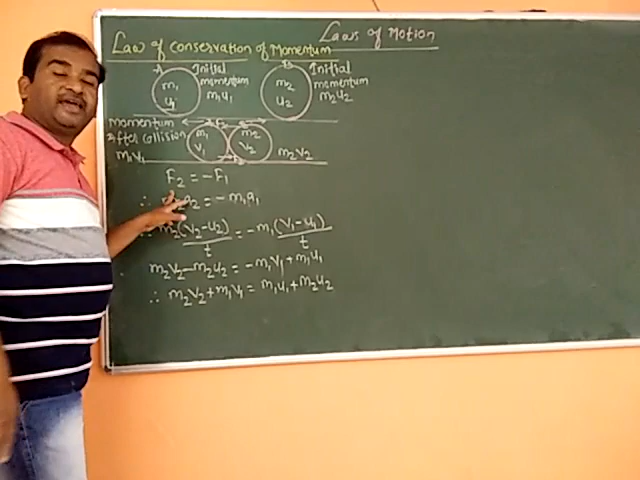 Laws of Motion
Law of conservation of Momentum
A Initial momentum m₁u₁
m₁
u₁
B Initial momentum m₂u₂
m₂
u₂
momentum After collision
m₁v₁
m₁
v₁
m₂
v₂
m₂v₂
F₂ = -F₁
∴ a₂ = -m₁a₁
∴ m₂(v₂-u₂)/t = -m₁(v₁-u₁)/t
m₂v₂-m₂u₂ = -m₁v₁+m₁u₁
∴ m₂v₂+m₁v₁ = m₁u₁+m₂u₂